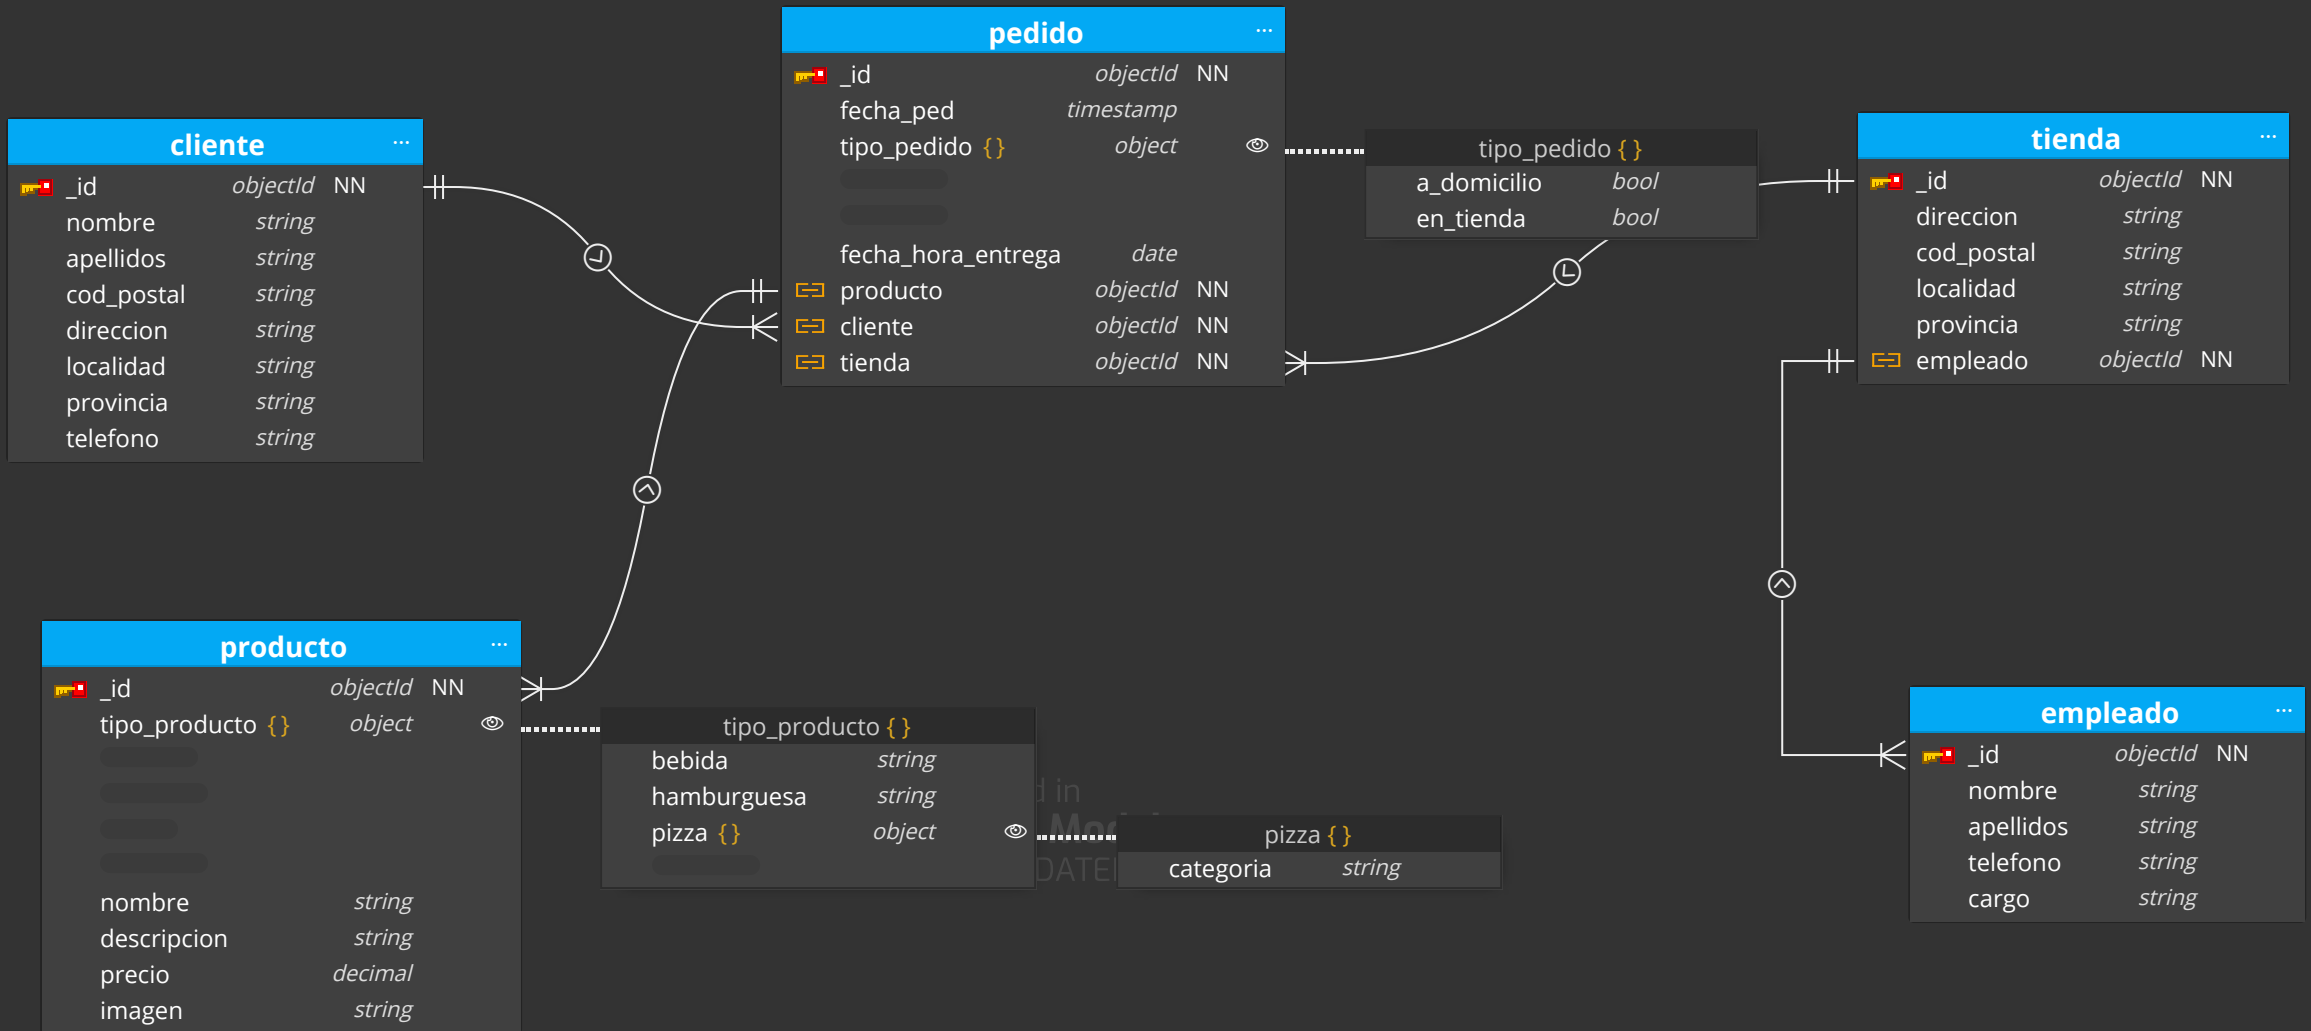 pedido ...
_id objectId NN
fecha_ped timestamp
tipo_pedido {} object
fecha_hora_entrega date
producto objectId NN
cliente objectId NN
tienda objectId NN
cliente ...
_id objectId NN
nombre string
apellidos string
cod_postal string
direccion string
localidad string
provincia string
telefono string
tipo_pedido {}
a_domicilio bool
en_tienda bool
tienda ...
_id objectId NN
direccion string
cod_postal string
localidad string
provincia string
empleado objectId NN
producto ...
_id objectId NN
tipo_producto {} object
nombre string
descripcion string
precio decimal
imagen string
tipo_producto {}
bebida string
hamburguesa string
pizza {} object
pizza {}
categoria string
in
empleado ...
_id objectId NN
nombre string
apellidos string
telefono string
cargo string